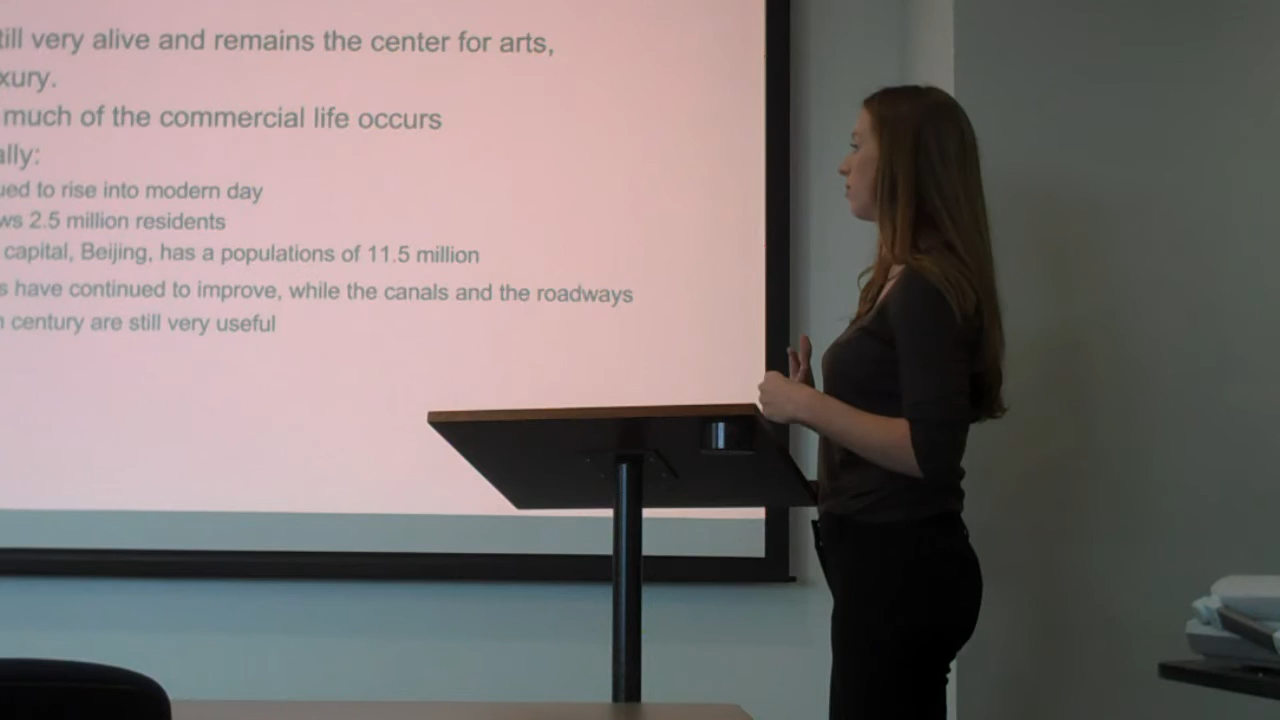 till very alive and remains the center for arts,
xury.
much of the commercial life occurs
ally:
ued to rise into modern day
ws 2.5 million residents
capital, Beijing, has a populations of 11.5 million
s have continued to improve, while the canals and the roadways
century are still very useful